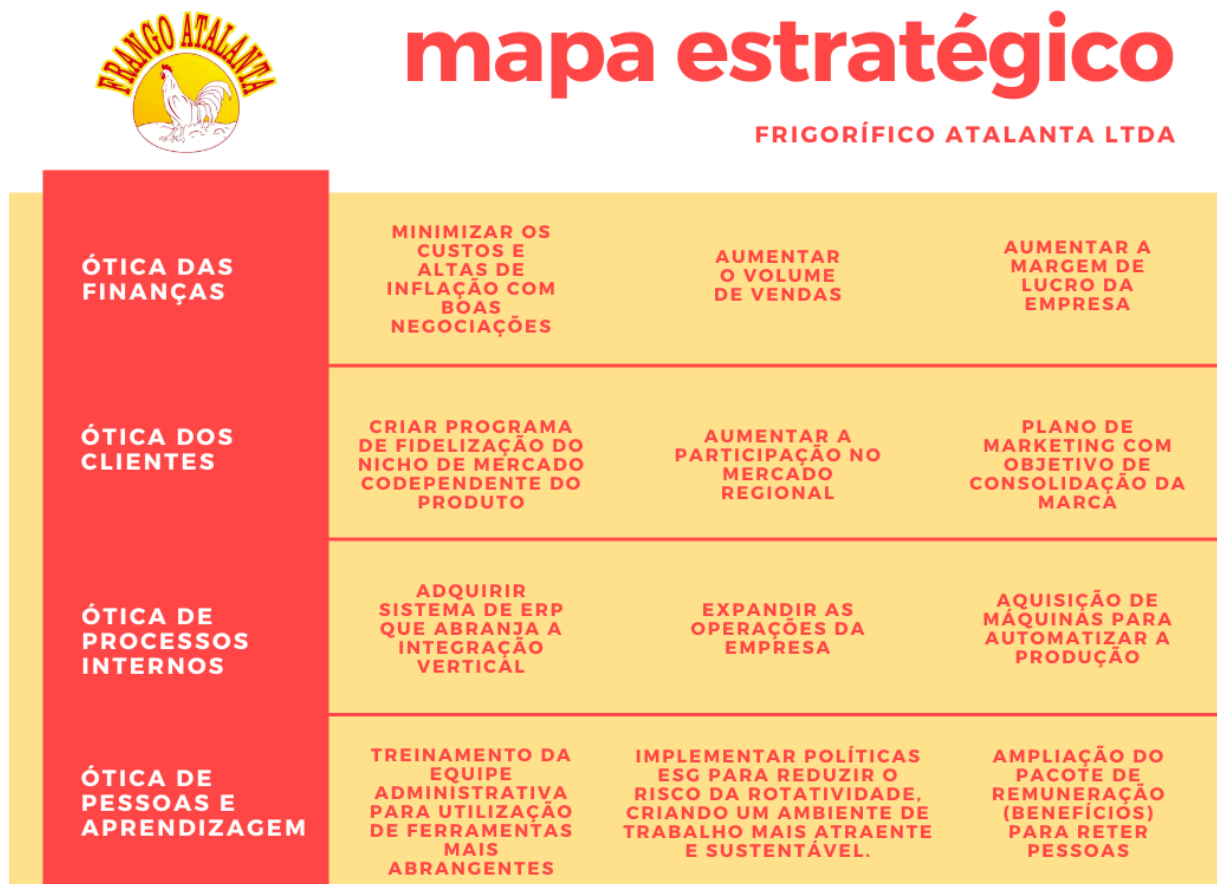 FRANGO ATALANTA
mapa estratégico
FRIGORÍFICO ATALANTA LTDA
ÓTICA DAS
FINANÇAS
MINIMIZAR OS
CUSTOS E
ALTAS DE
INFLAÇÃO COM
BOAS
NEGOCIAÇÕES
AUMENTAR
O VOLUME
DE VENDAS
AUMENTAR A
MARGEM DE
LUCRO DA
EMPRESA
ÓTICA DOS
CLIENTES
CRIAR PROGRAMA
DE FIDELIZAÇÃO DO
NICHO DE MERCADO
CODEPENDENTE DO
PRODUTO
AUMENTAR A
PARTICIPAÇÃO NO
MERCADO
REGIONAL
PLANO DE
MARKETING COM
OBJETIVO DE
CONSOLIDAÇÃO DA
MARCA
ÓTICA DE
PROCESSOS
INTERNOS
ADQUIRIR
SISTEMA DE ERP
QUE ABRANJA A
INTEGRAÇÃO
VERTICAL
EXPANDIR AS
OPERAÇÕES DA
EMPRESA
AQUISIÇÃO DE
MÁQUINAS PARA
AUTOMATIZAR A
PRODUÇÃO
ÓTICA DE
PESSOAS E
APRENDIZAGEM
TREINAMENTO DA
EQUIPE
ADMINISTRATIVA
PARA UTILIZAÇÃO
DE FERRAMENTAS
MAIS
ABRANGENTES
IMPLEMENTAR POLÍTICAS
ESG PARA REDUZIR O
RISCO DA ROTATIVIDADE,
CRIANDO UM AMBIENTE DE
TRABALHO MAIS ATRAENTE
E SUSTENTÁVEL.
AMPLIAÇÃO DO
PACOTE DE
REMUNERAÇÃO
(BENEFÍCIOS)
PARA RETER
PESSOAS